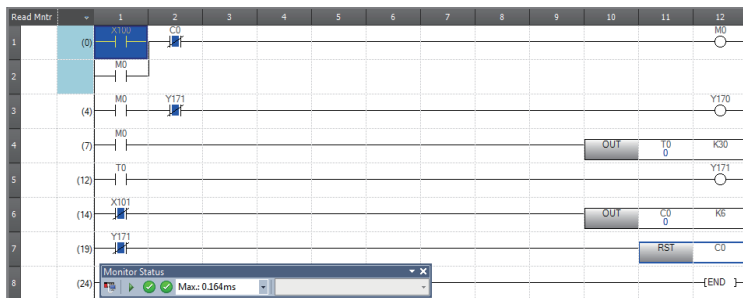 Read Mntr 1 2 3 4 5 6 7 8 9 10 11 12
X100 C0 M0
1 (0)
M0
2
M0 Y171 Y170
3 (4)
M0
4 (7) OUT T0 K30
0
T0 Y171
5 (12)
X101
6 (14) OUT C0 K6
0
Y171
7 (19) RST C0
Monitor Status
8 (24) Max.: 0.164ms END